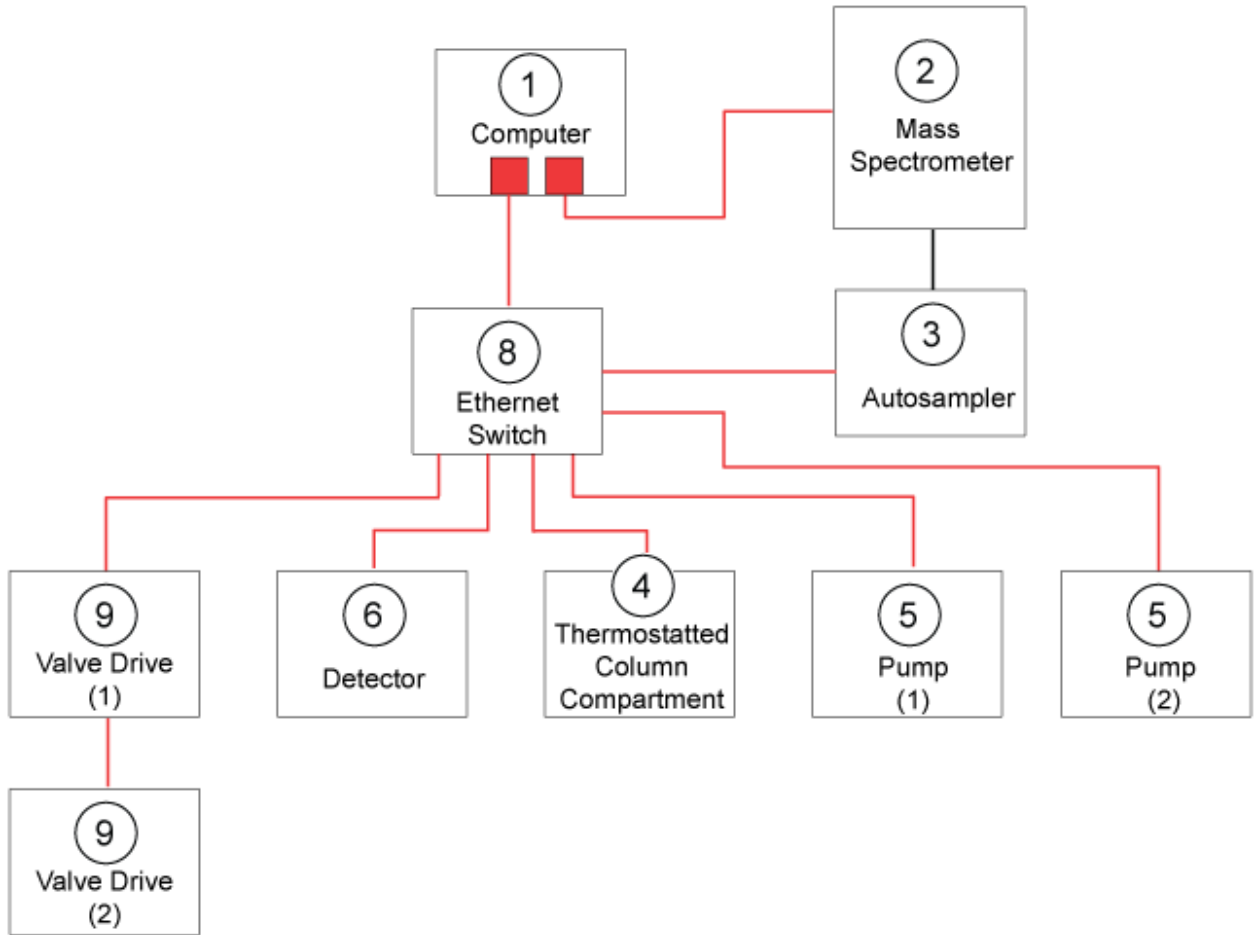 1
Computer
2
Mass
Spectrometer
3
Autosampler
8
Ethernet
Switch
9
Valve Drive
(1)
6
Detector
4
Thermostatted
Column
Compartment
5
Pump
(1)
5
Pump
(2)
9
Valve Drive
(2)